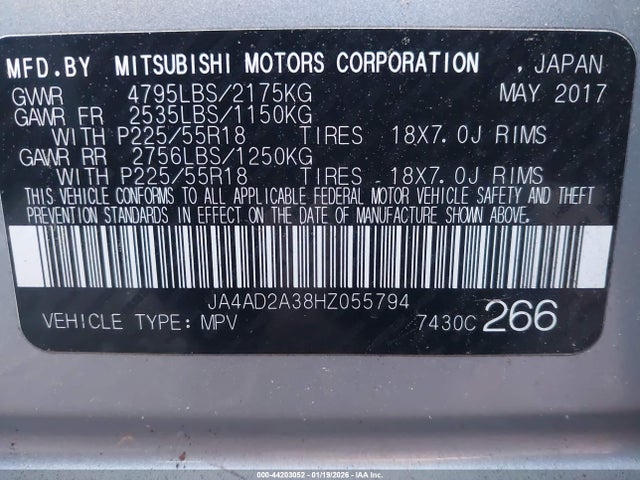 MFD.BY MITSUBISHI MOTORS CORPORATION , JAPAN
GVWR 4795LBS/2175KG MAY 2017
GAWR FR 2535LBS/1150KG
WITH P225/55R18 TIRES 18X7.0J RIMS
GAWR RR 2756LBS/1250KG
WITH P225/55R18 TIRES 18X7.0J RIMS
THIS VEHICLE CONFORMS TO ALL APPLICABLE FEDERAL MOTOR VEHICLE SAFETY AND THEFT
PREVENTION STANDARDS IN EFFECT ON THE DATE OF MANUFACTURE SHOWN ABOVE.
JA4AD2A38HZ055794
VEHICLE TYPE: MPV 7430C 266
000-44203052 | 01/19/2026 | IAA Inc.